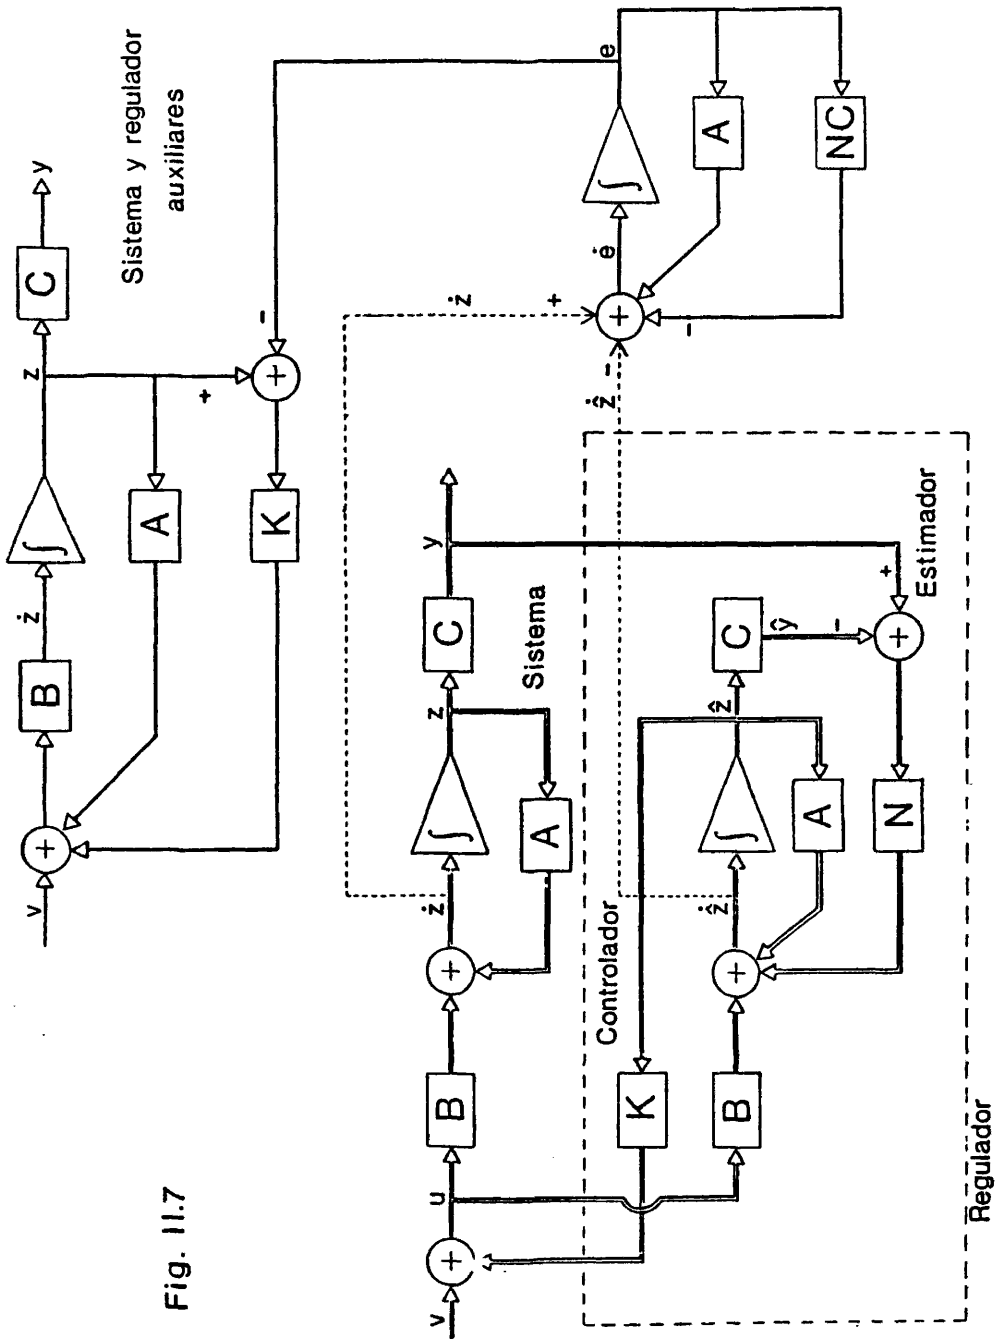 Sistema y regulador
auxiliares
v
+
B
ż
∫
z
C
y
A
+
−
+
K
e
∫
ė
+
A
NC
−
ż
+
ẑ̇
−
v
+
u
B
+
ż
∫
z
C
y
A
Sistema
Controlador
K
B
+
ẑ̇
∫
ẑ
C
ŷ
−
+
+
A
N
Estimador
Regulador
Fig. II.7